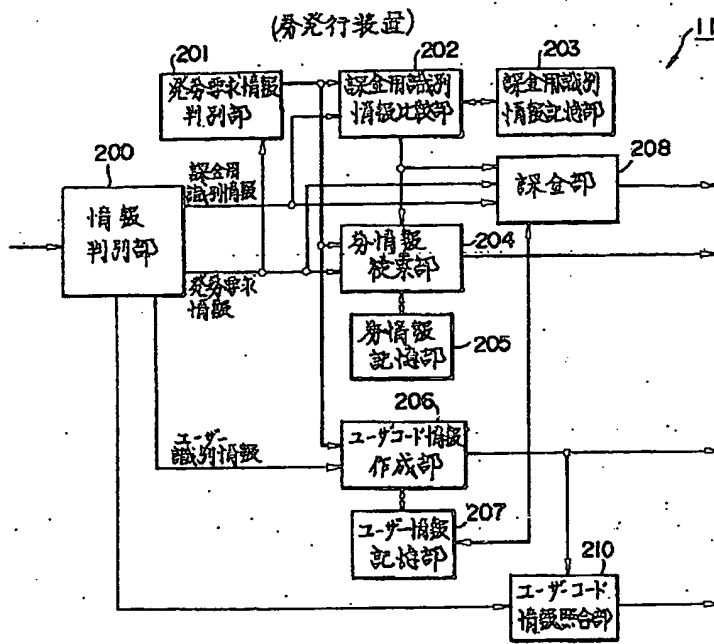 (券発行装置)
11
201
発券要求情報
判別部
202
課金用識別
情報比較部
203
課金用識別
情報記憶部
200
情報
判別部
課金用
識別情報
発券要求
情報
208
課金部
204
券情報
検索部
205
券情報
記憶部
206
ユーザコード情報
作成部
ユーザー
識別情報
207
ユーザー情報
記憶部
210
ユーザーコード
情報照合部